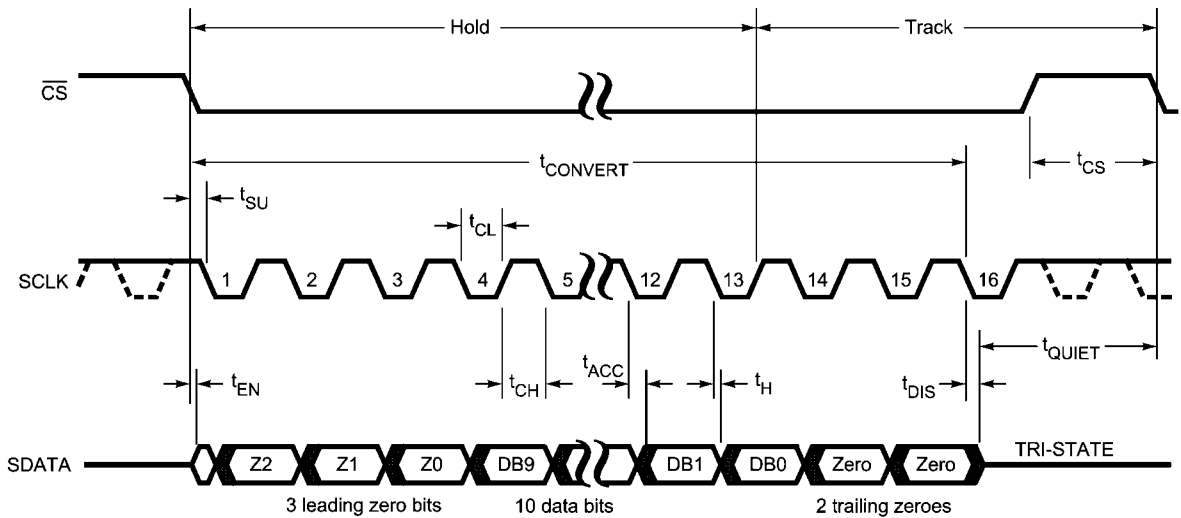 Hold Track
CS
tCONVERT tCS
tSU
tCL
SCLK 1 2 3 4 5 12 13 14 15 16
tQUIET
tEN tCH tACC tH tDIS
SDATA Z2 Z1 Z0 DB9 DB1 DB0 Zero Zero TRI-STATE
3 leading zero bits 10 data bits 2 trailing zeroes